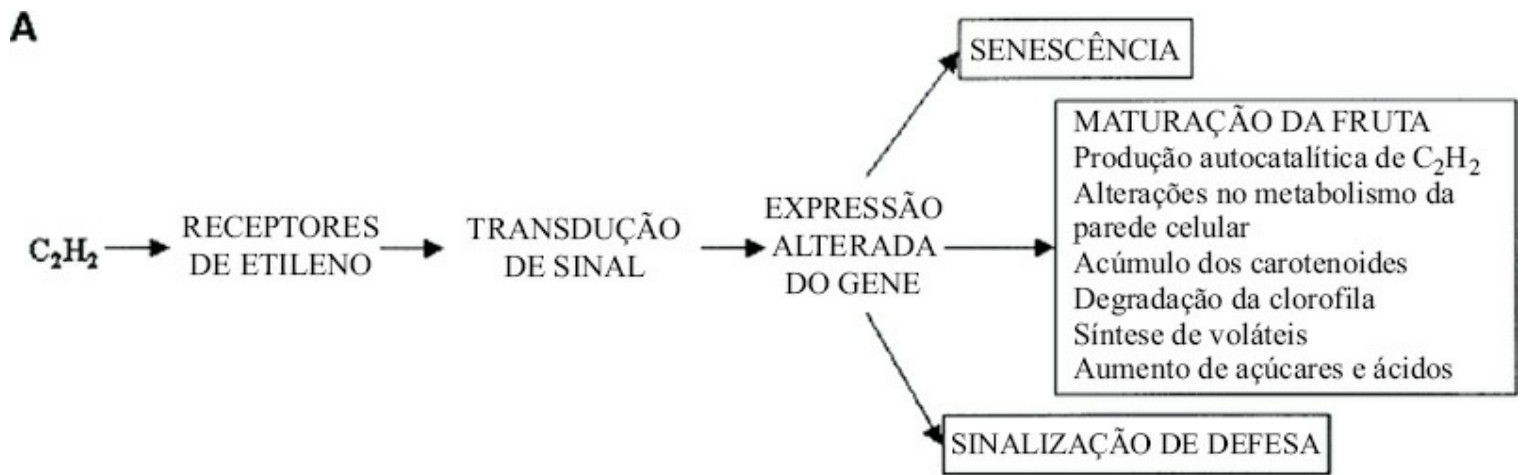 A
SENESCÊNCIA
MATURAÇÃO DA FRUTA
Produção autocatalítica de C₂H₂
Alterações no metabolismo da
parede celular
Acúmulo dos carotenoides
Degradação da clorofila
Síntese de voláteis
Aumento de açúcares e ácidos
C₂H₂
RECEPTORES
DE ETILENO
TRANSDUÇÃO
DE SINAL
EXPRESSÃO
ALTERADA
DO GENE
SINALIZAÇÃO DE DEFESA